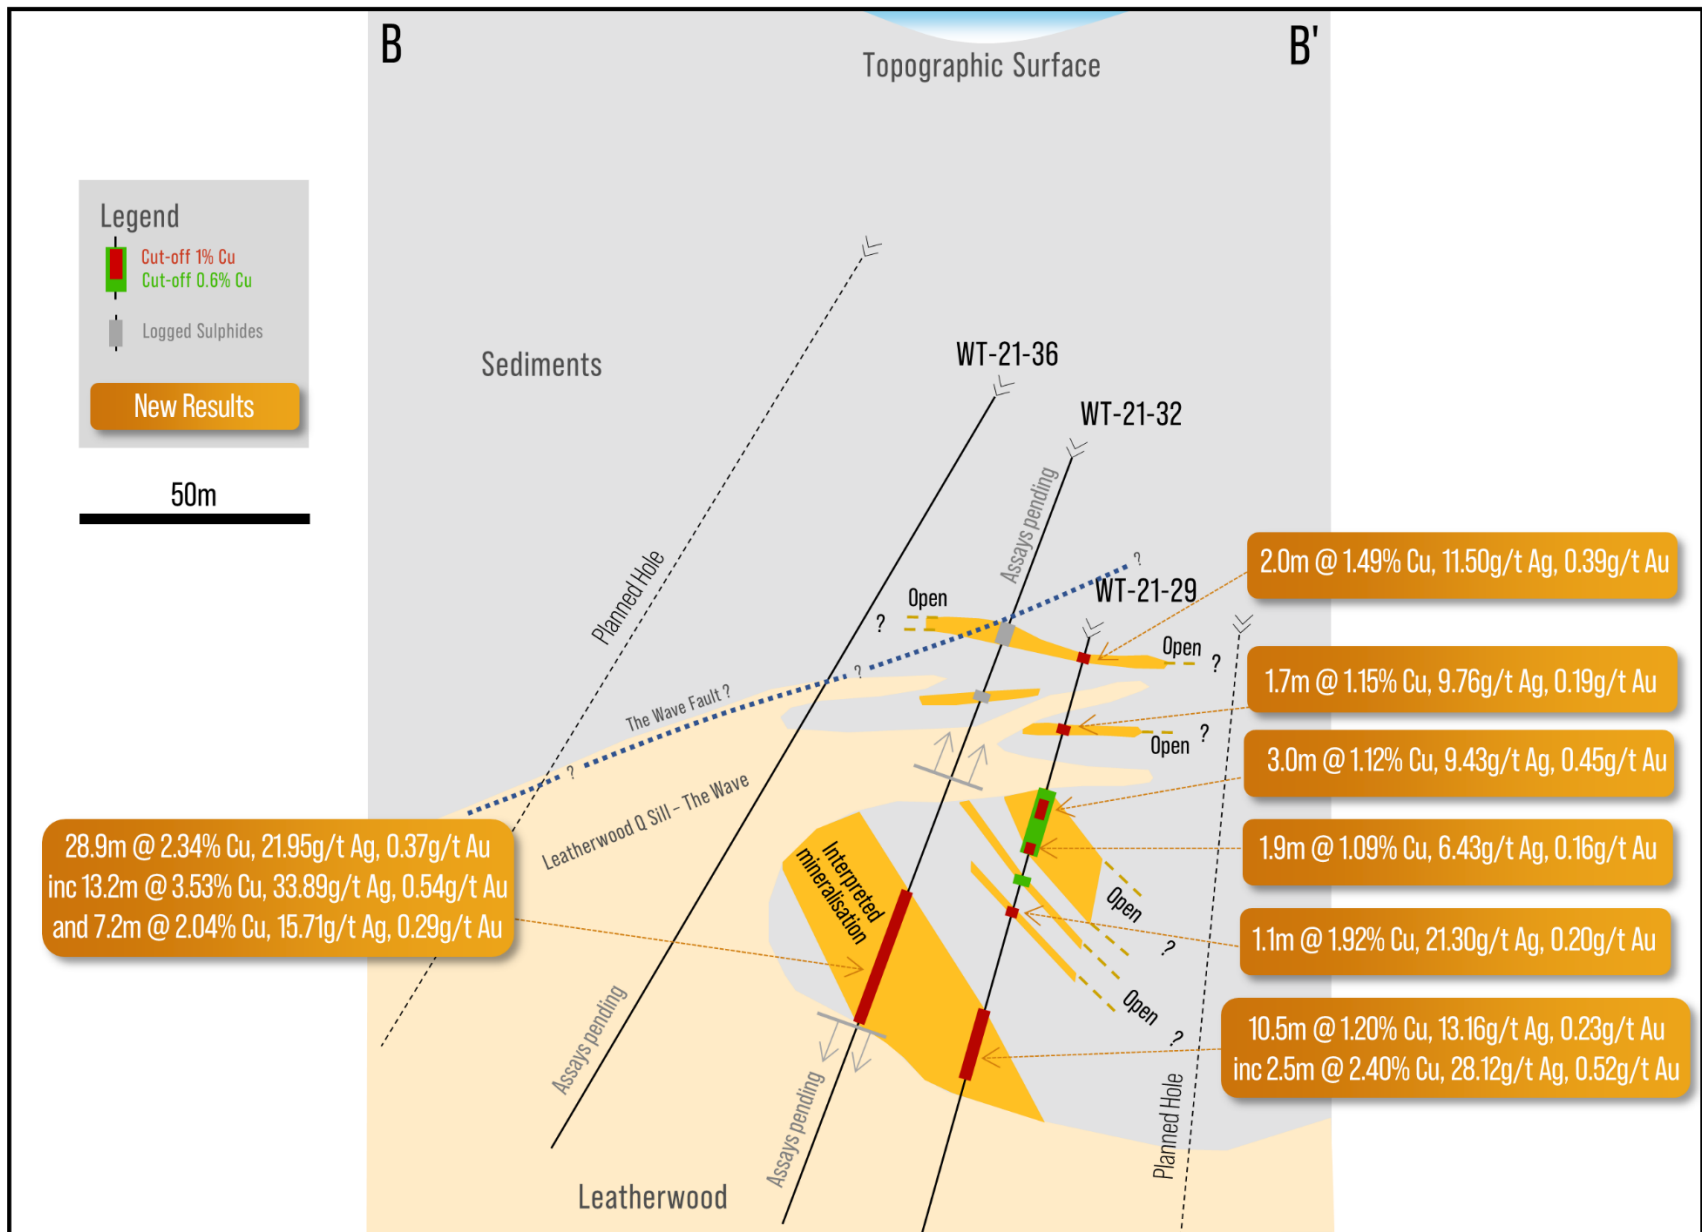 B
B'
Topographic Surface
Legend
Cut-off 1% Cu
Cut-off 0.6% Cu
Logged Sulphides
New Results
50m
Sediments
WT-21-36
WT-21-32
WT-21-29
Assays pending
Planned Hole
?
Open
?
Open
?
?
The Wave Fault ?
?
Open
?
Leatherwood Q Sill - The Wave
Interpreted
mineralisation
Open
?
Open
?
Assays pending
Assays pending
Planned Hole
Leatherwood
2.0m @ 1.49% Cu, 11.50g/t Ag, 0.39g/t Au
1.7m @ 1.15% Cu, 9.76g/t Ag, 0.19g/t Au
3.0m @ 1.12% Cu, 9.43g/t Ag, 0.45g/t Au
1.9m @ 1.09% Cu, 6.43g/t Ag, 0.16g/t Au
1.1m @ 1.92% Cu, 21.30g/t Ag, 0.20g/t Au
10.5m @ 1.20% Cu, 13.16g/t Ag, 0.23g/t Au
inc 2.5m @ 2.40% Cu, 28.12g/t Ag, 0.52g/t Au
28.9m @ 2.34% Cu, 21.95g/t Ag, 0.37g/t Au
inc 13.2m @ 3.53% Cu, 33.89g/t Ag, 0.54g/t Au
and 7.2m @ 2.04% Cu, 15.71g/t Ag, 0.29g/t Au